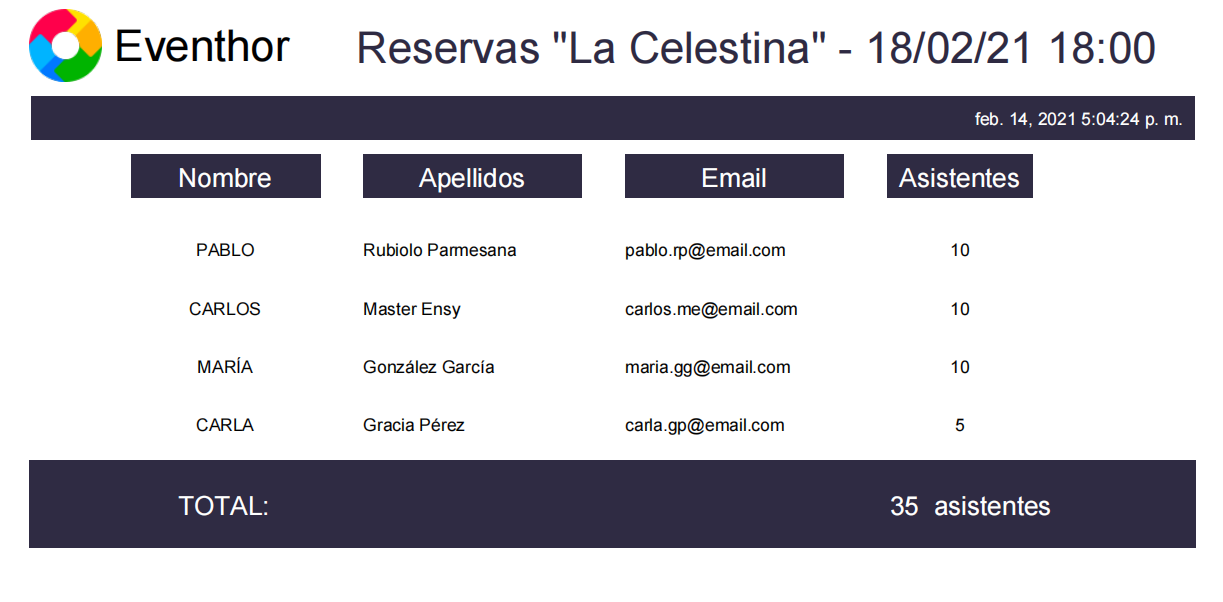 Eventhor Reservas "La Celestina" - 18/02/21 18:00
feb. 14, 2021 5:04:24 p. m.
Nombre Apellidos Email Asistentes
PABLO Rubiolo Parmesana pablo.rp@email.com 10
CARLOS Master Ensy carlos.me@email.com 10
MARÍA González García maria.gg@email.com 10
CARLA Gracia Pérez carla.gp@email.com 5
TOTAL: 35 asistentes